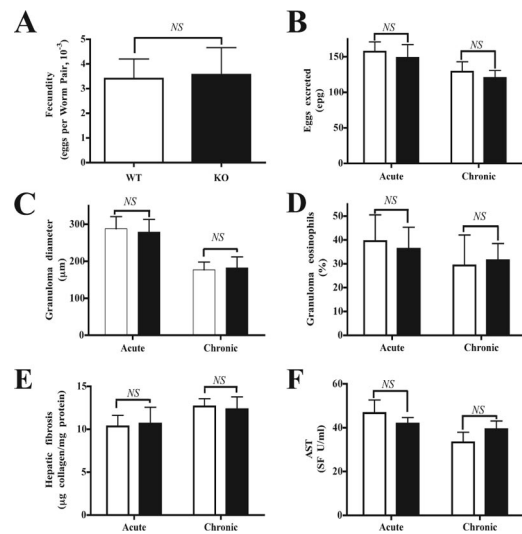 A
NS
Fecundity
(eggs per Worm Pair, 10⁻³)
5
4
3
2
1
0
WT
KO
B
NS
NS
Eggs excreted
(epg)
150
100
50
0
Acute
Chronic
C
NS
NS
Granuloma diameter
(μm)
300
200
100
0
Acute
Chronic
D
NS
NS
Granuloma eosinophils
(%)
50
40
30
20
10
0
Acute
Chronic
E
NS
NS
Hepatic fibrosis
(μg collagen/mg protein)
15
10
5
0
Acute
Chronic
F
NS
NS
AST
(SF U/ml)
60
40
20
0
Acute
Chronic